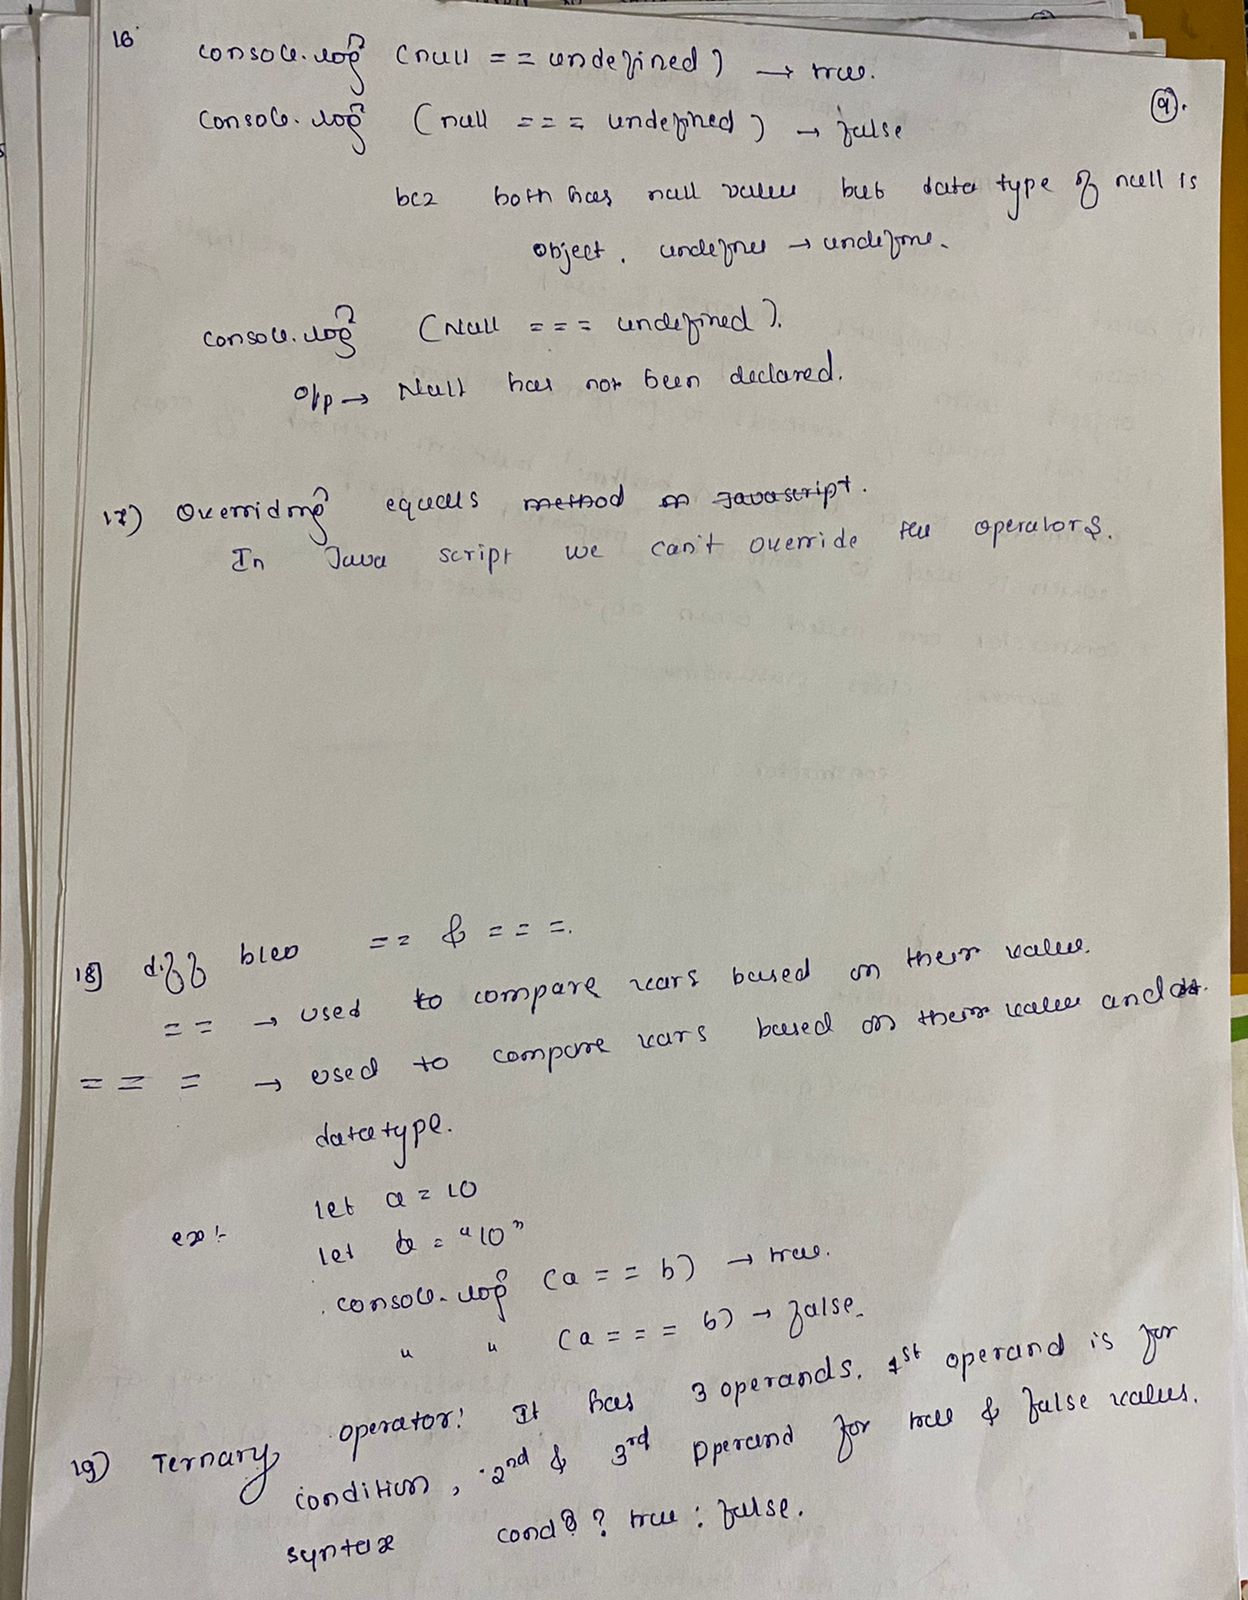 16
console.log (null == undefined) → true.
9.
console.log (null === undefined) → false
bcz both has null value but data type of null is
object. undefined → undefine.
console.log (Null === undefined).
o/p → Null has not been declared.
17) Overriding equals method in Javascript.
In Java script we can't override the operators.
18) diff b/w == & ===.
== → used to compare vars based on their value.
=== → used to compare vars based on their value and
datatype.
ex:- let a = 10
let b = "10"
console.log (a == b) → true.
" " (a === b) → false.
19) Ternary operator: It has 3 operands. 1st operand is for
condition, 2nd & 3rd operand for true & false values.
syntax cond? true : false.